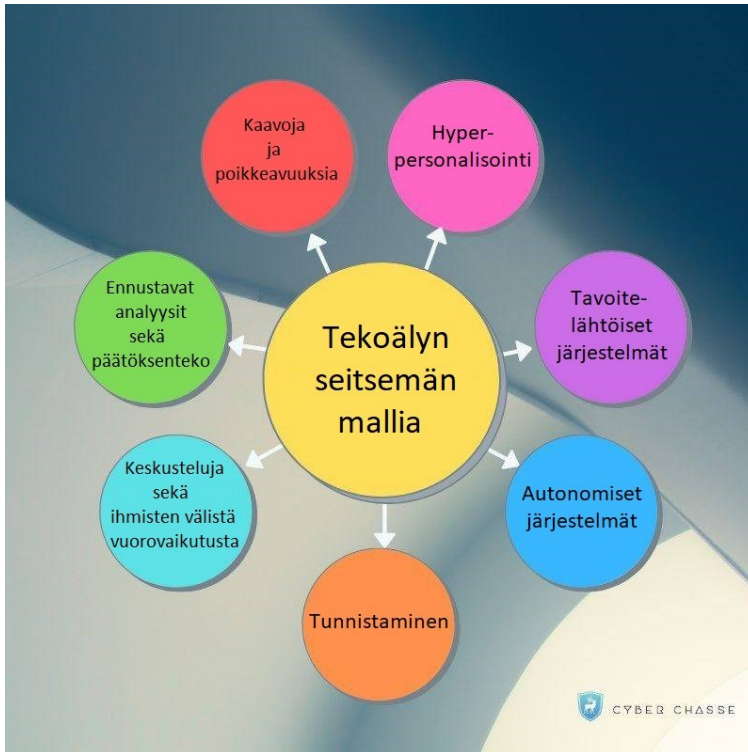 Kaavoja
ja
poikkeavuuksia
Hyper-
personalisointi
Ennustavat
analyysit
sekä
päätöksenteko
Tekoälyn
seitsemän
mallia
Tavoite-
lähtöiset
järjestelmät
Keskusteluja
sekä
ihmisten välistä
vuorovaikutusta
Autonomiset
järjestelmät
Tunnistaminen
CYBER CHASSE